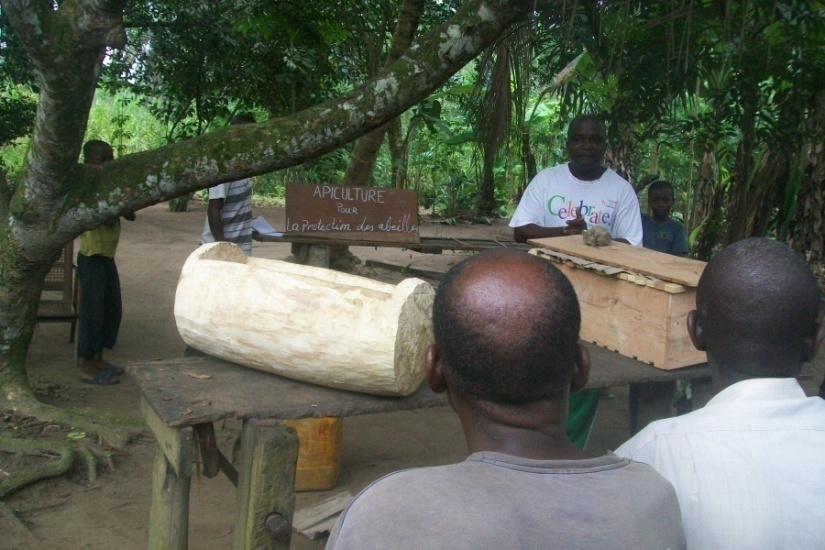 APICULTURE
POUR
LA PROTECTION DES ABEILLES
Celebrate